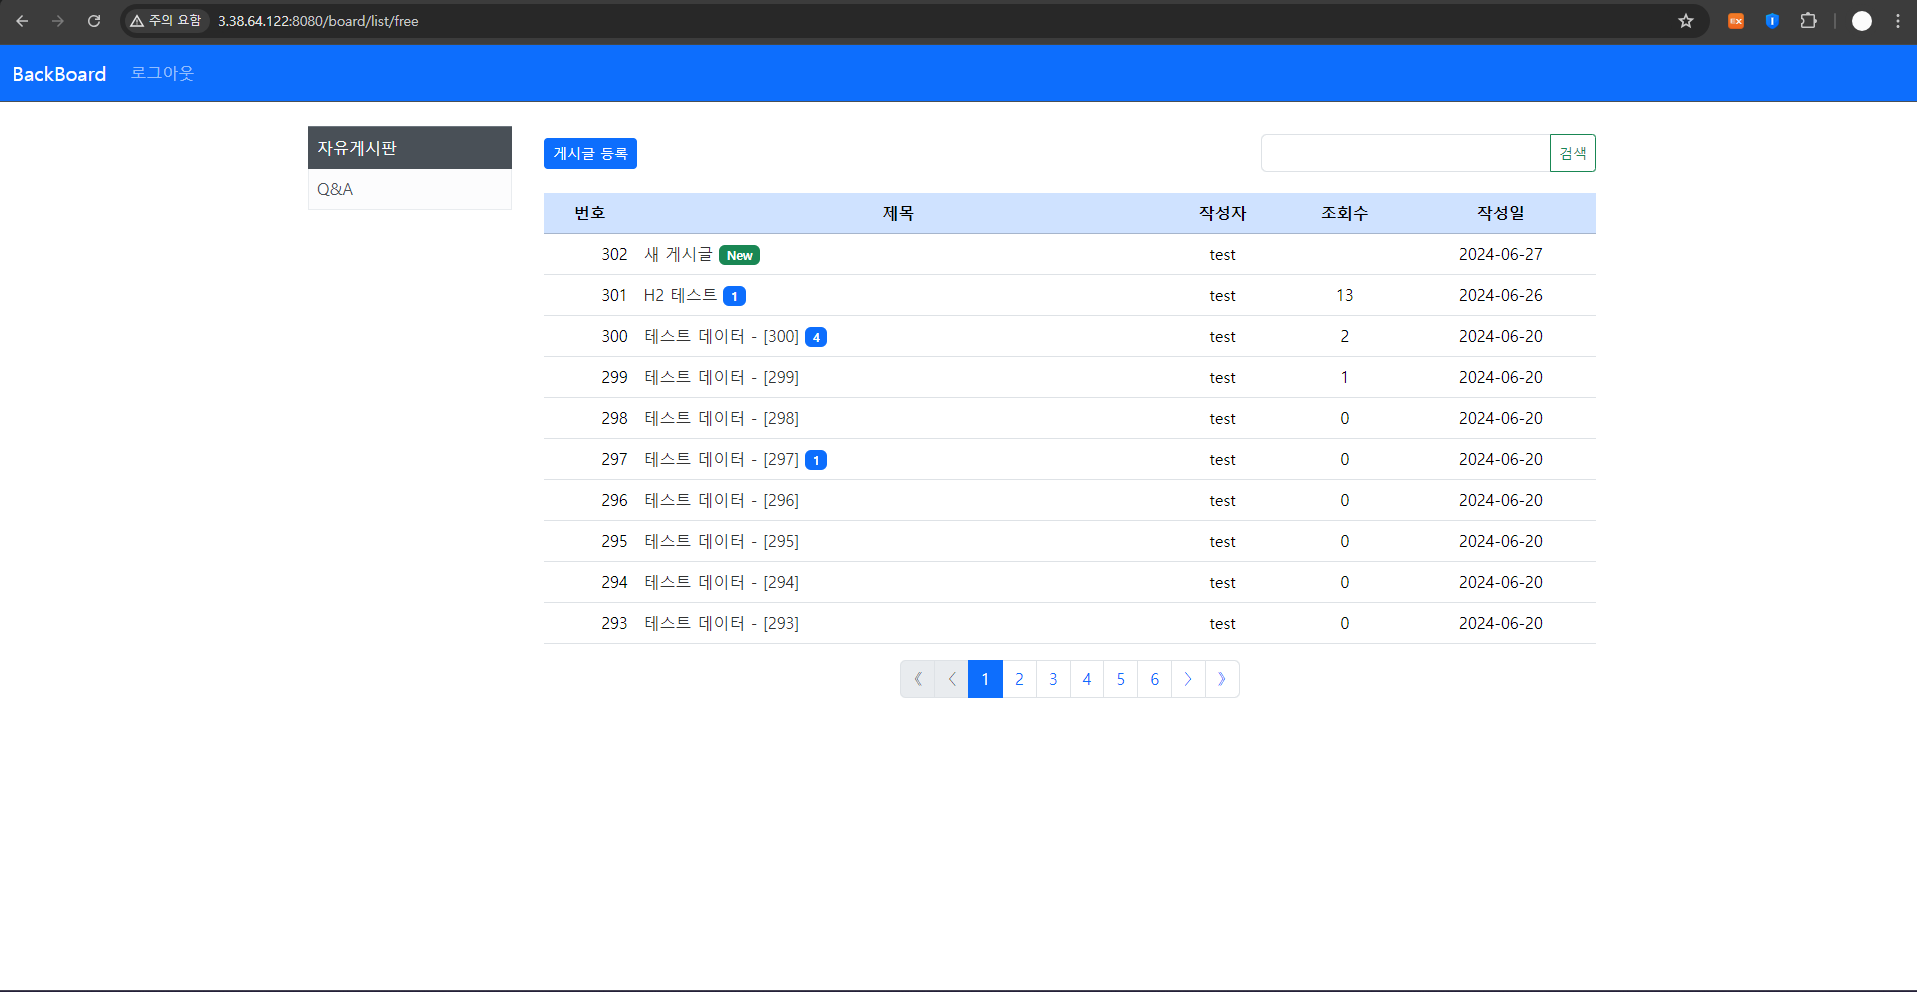 주의 요함 3.38.64.122:8080/board/list/free
BackBoard 로그아웃
자유게시판
Q&A
게시글 등록 검색
번호 제목 작성자 조회수 작성일
302 새 게시글 New test 2024-06-27
301 H2 테스트 1 test 13 2024-06-26
300 테스트 데이터 - [300] 4 test 2 2024-06-20
299 테스트 데이터 - [299] test 1 2024-06-20
298 테스트 데이터 - [298] test 0 2024-06-20
297 테스트 데이터 - [297] 1 test 0 2024-06-20
296 테스트 데이터 - [296] test 0 2024-06-20
295 테스트 데이터 - [295] test 0 2024-06-20
294 테스트 데이터 - [294] test 0 2024-06-20
293 테스트 데이터 - [293] test 0 2024-06-20
《 〈 1 2 3 4 5 6 〉 》